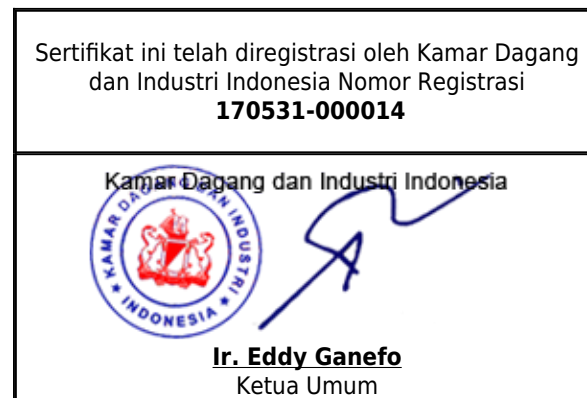 Sertifikat ini telah diregistrasi oleh Kamar Dagang
dan Industri Indonesia Nomor Registrasi
170531-000014
Kamar Dagang dan Industri Indonesia
KAMAR DAGANG DAN INDUSTRI
INDONESIA
Ir. Eddy Ganefo
Ketua Umum